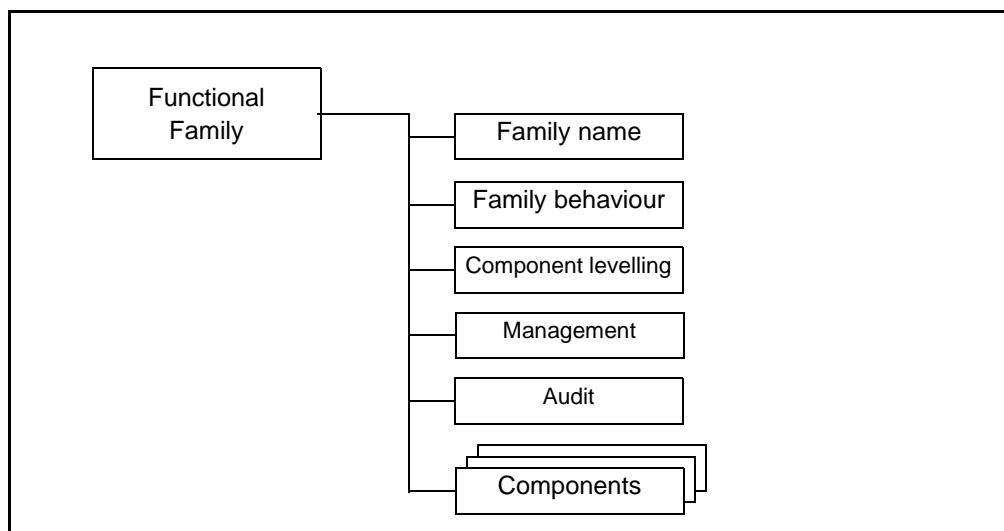 Functional
Family
Family name
Family behaviour
Component levelling
Management
Audit
Components